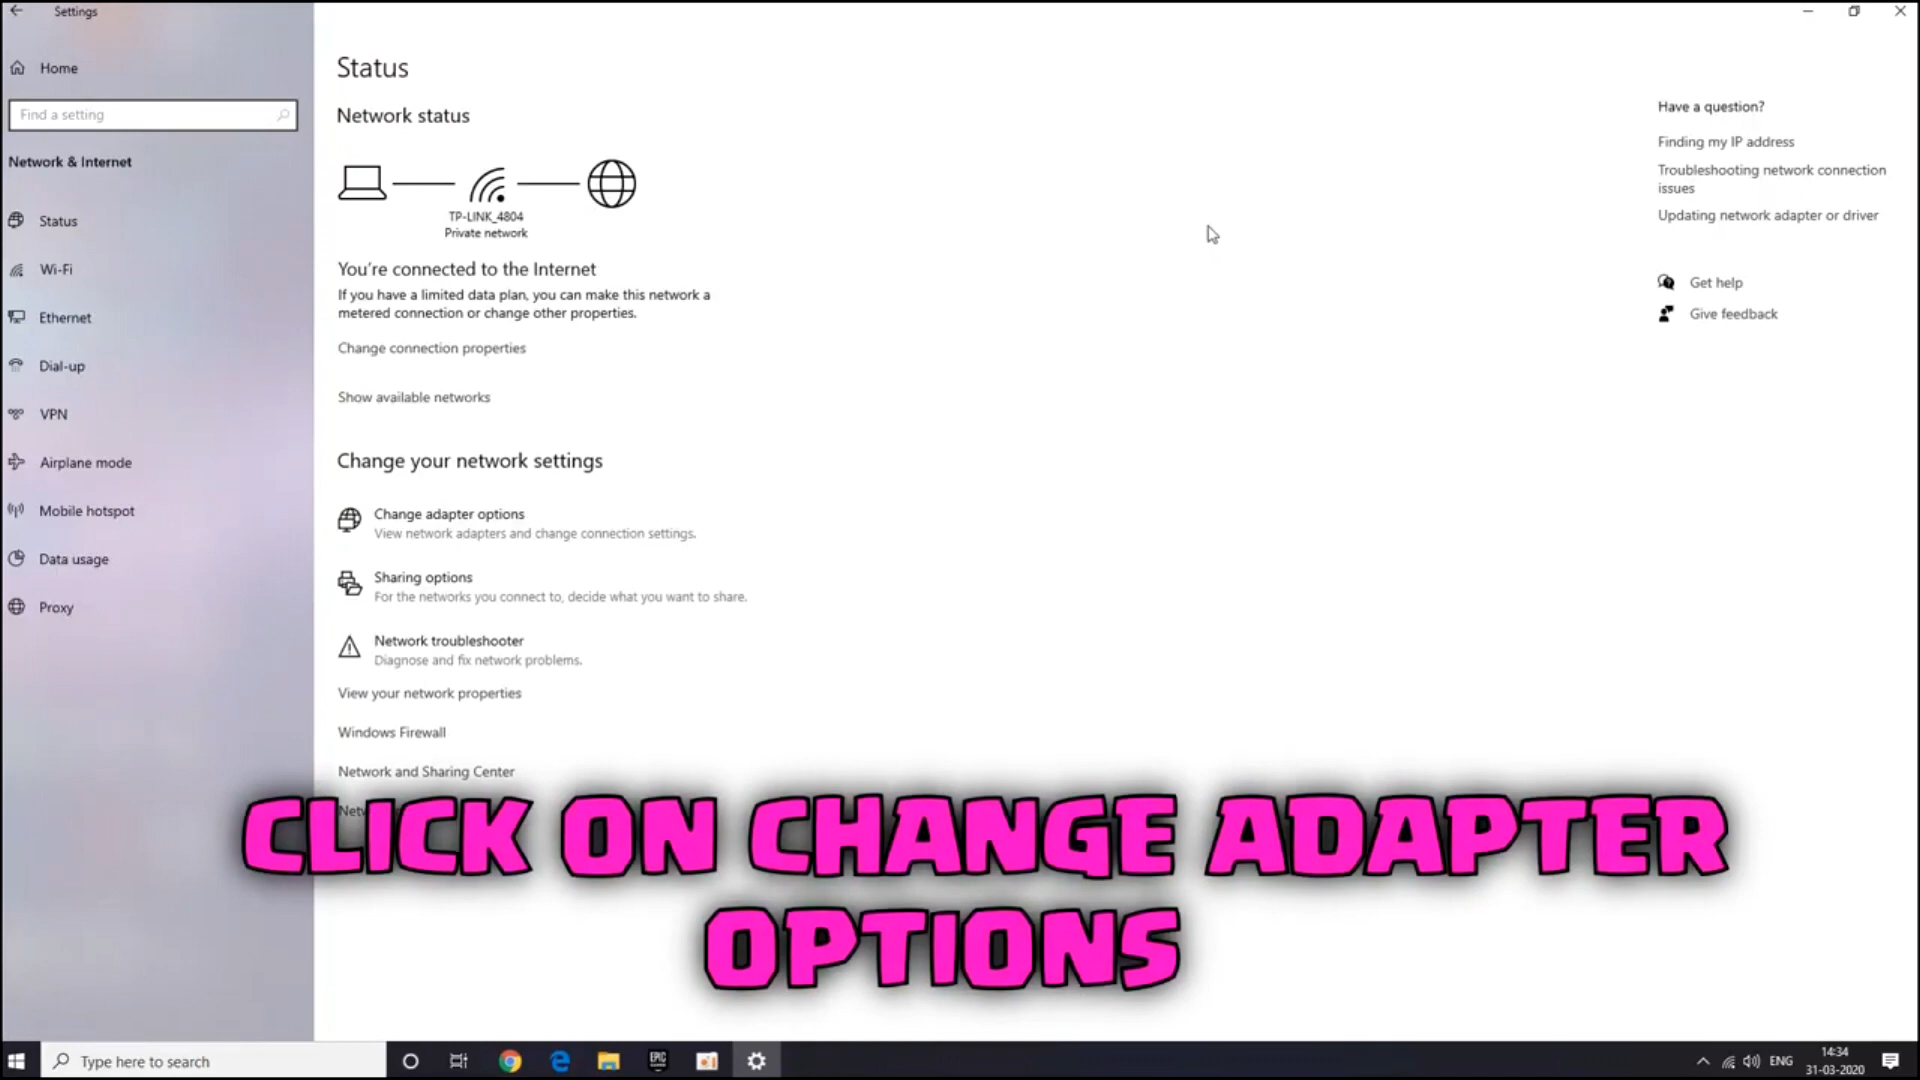 Settings
Home
Find a setting
Network & Internet
Status
Wi-Fi
Ethernet
Dial-up
VPN
Airplane mode
Mobile hotspot
Data usage
Proxy
Status
Network status
TP-LINK_4804
Private network
You're connected to the Internet
If you have a limited data plan, you can make this network a
metered connection or change other properties.
Change connection properties
Show available networks
Change your network settings
Change adapter options
View network adapters and change connection settings.
Sharing options
For the networks you connect to, decide what you want to share.
Network troubleshooter
Diagnose and fix network problems.
View your network properties
Windows Firewall
Network and Sharing Center
Have a question?
Finding my IP address
Troubleshooting network connection
issues
Updating network adapter or driver
Get help
Give feedback
CLICK ON CHANGE ADAPTER
OPTIONS
Type here to search
EPIC
ENG
14:34
31-03-2020